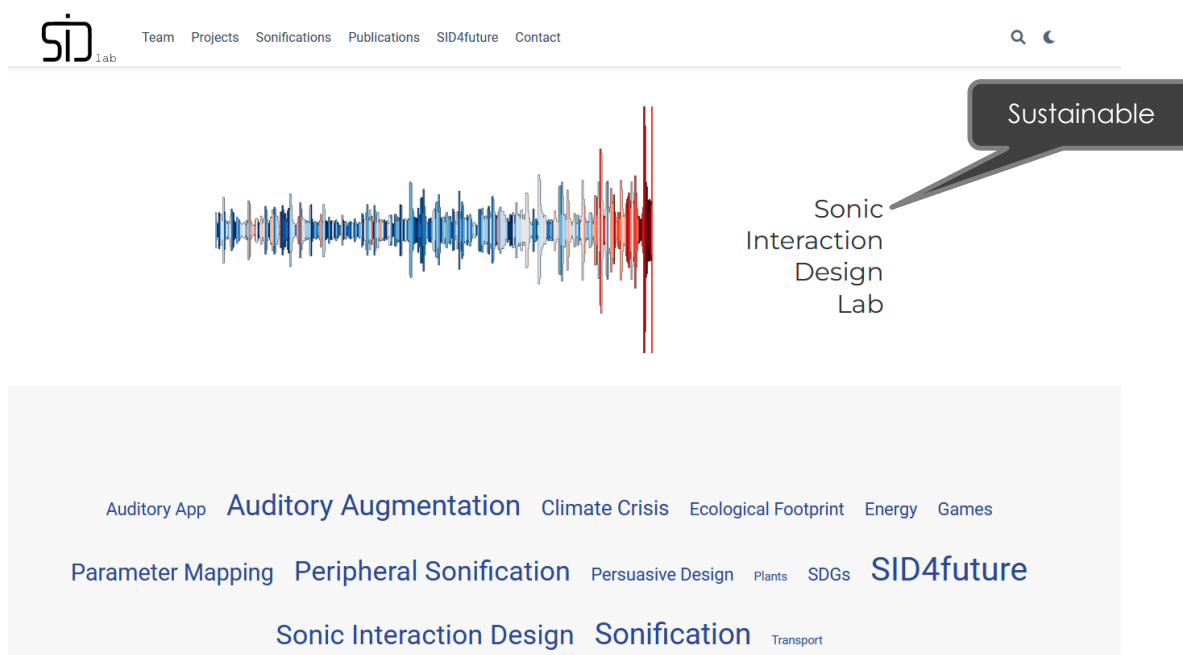 SiD lab
Team Projects Sonifications Publications SID4future Contact
Sustainable
Sonic
Interaction
Design
Lab
Auditory App Auditory Augmentation Climate Crisis Ecological Footprint Energy Games
Parameter Mapping Peripheral Sonification Persuasive Design Plants SDGs SID4future
Sonic Interaction Design Sonification Transport